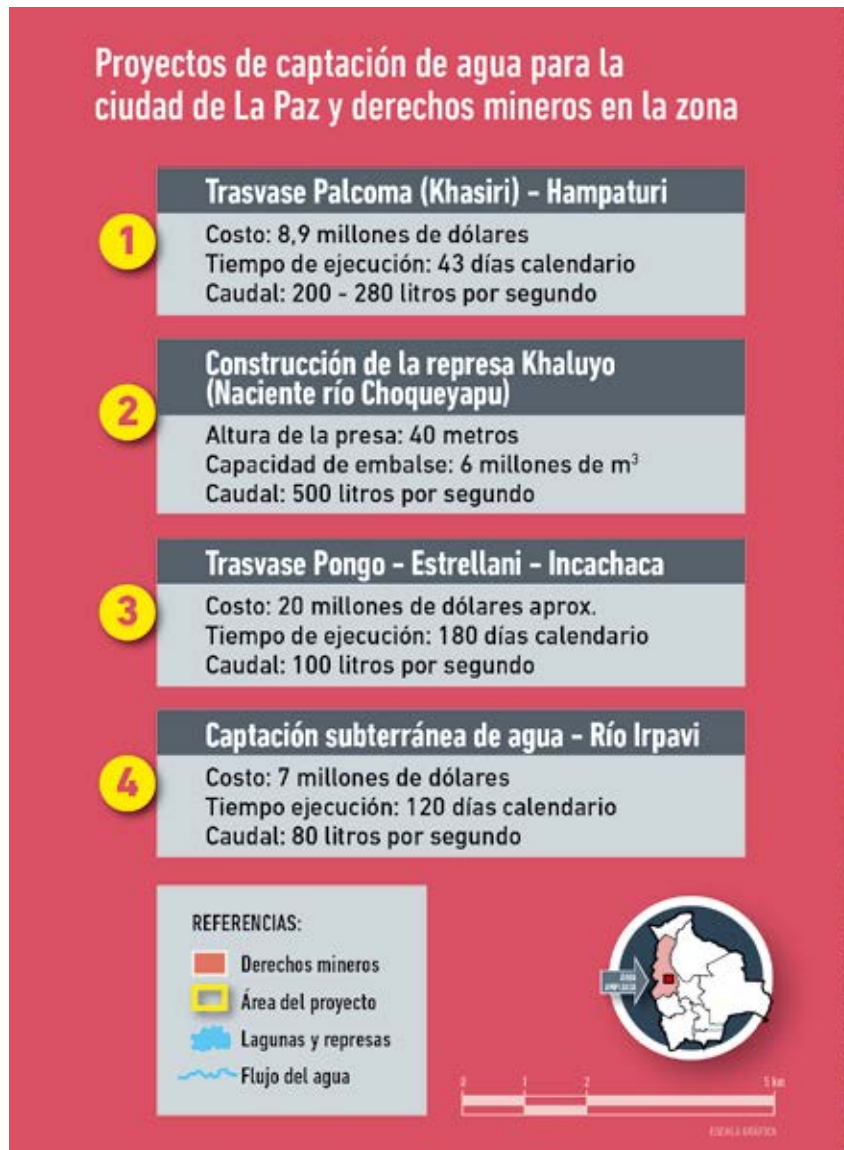 Proyectos de captación de agua para la
ciudad de La Paz y derechos mineros en la zona
1
Trasvase Palcoma (Khasiri) – Hampaturi
Costo: 8,9 millones de dólares
Tiempo de ejecución: 43 días calendario
Caudal: 200 - 280 litros por segundo
2
Construcción de la represa Khaluyo
(Naciente río Choqueyapu)
Altura de la presa: 40 metros
Capacidad de embalse: 6 millones de m³
Caudal: 500 litros por segundo
3
Trasvase Pongo – Estrellani – Incachaca
Costo: 20 millones de dólares aprox.
Tiempo de ejecución: 180 días calendario
Caudal: 100 litros por segundo
4
Captación subterránea de agua – Río Irpavi
Costo: 7 millones de dólares
Tiempo ejecución: 120 días calendario
Caudal: 80 litros por segundo
REFERENCIAS:
Derechos mineros
Área del proyecto
Lagunas y represas
Flujo del agua
ÁREA
AMPLIADA
0 1 2 5 km
ESCALA GRÁFICA